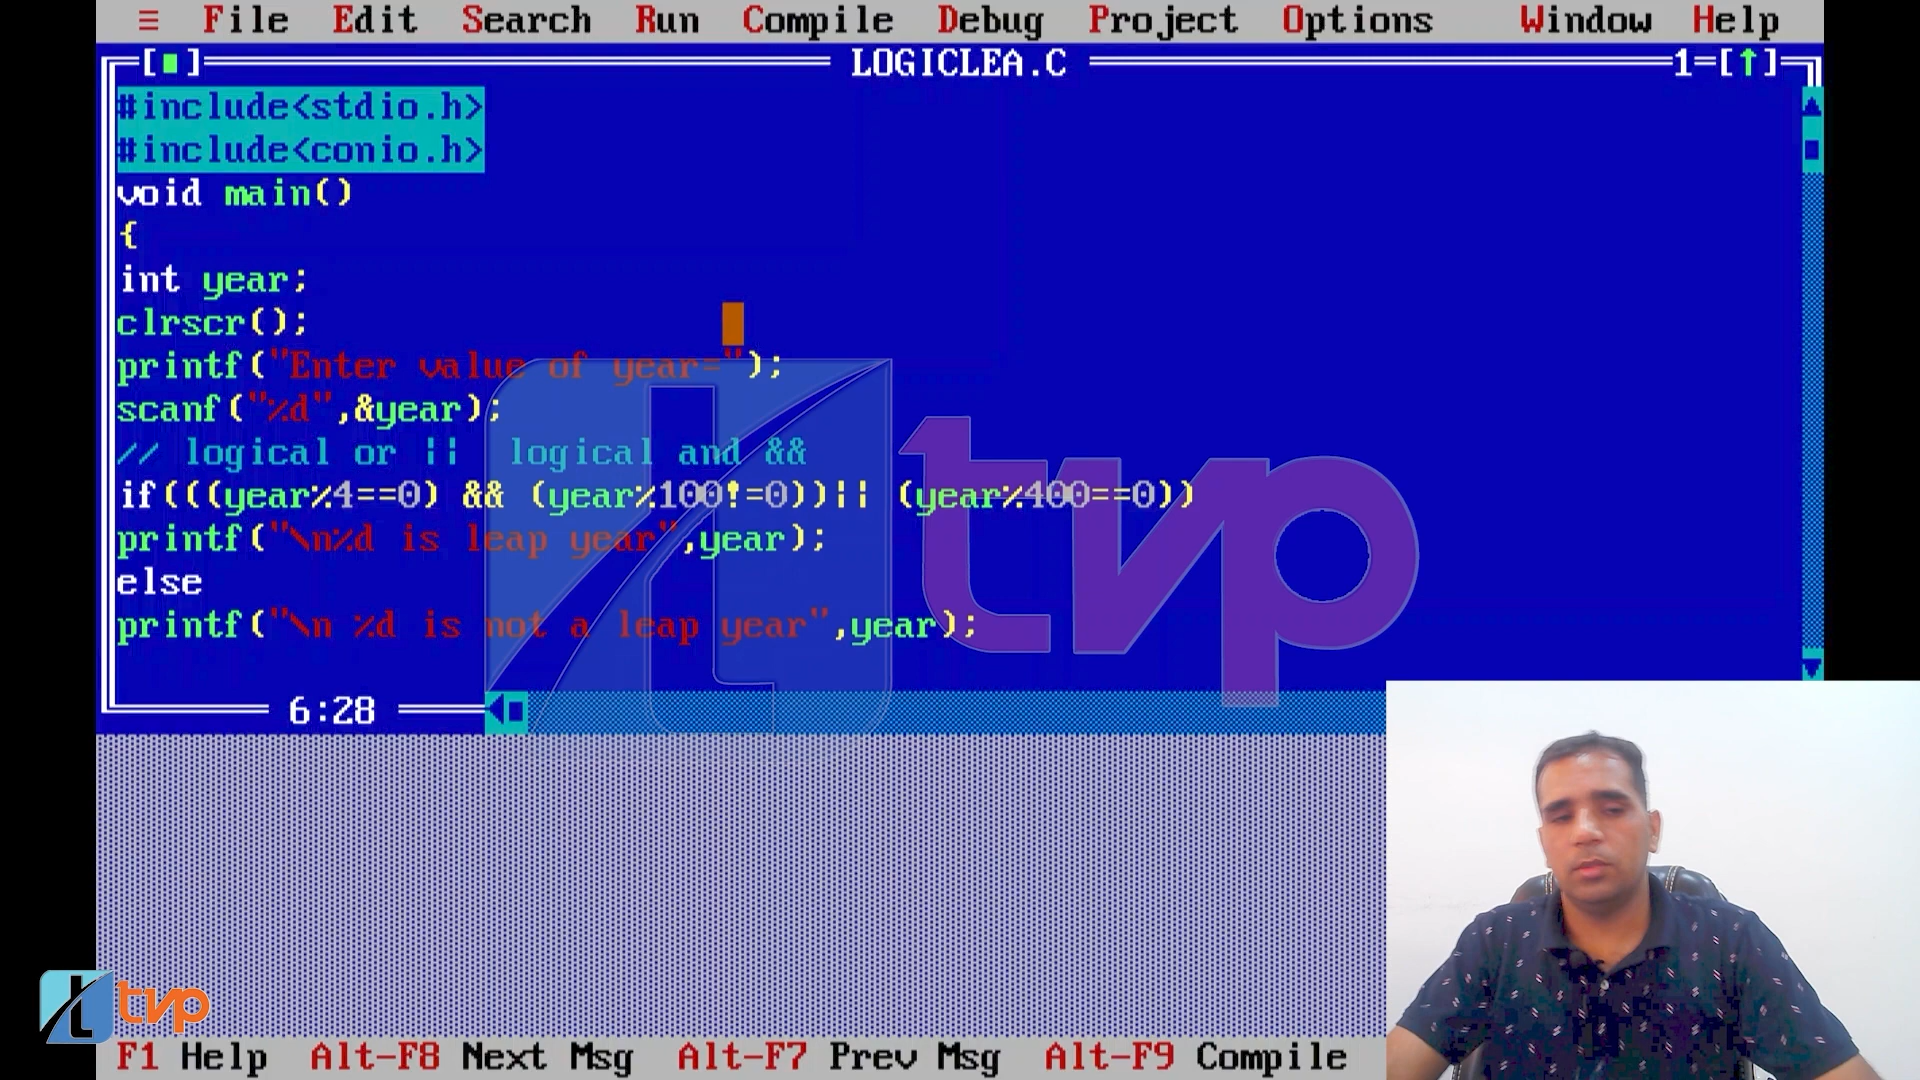 ≡ File Edit Search Run Compile Debug Project Options Window Help
LOGICLEA.C 1=[↑]
#include<stdio.h>
#include<conio.h>
void main()
{
int year;
clrscr();
printf("Enter value of year=");
scanf("%d",&year);
// logical or || logical and &&
if(((year%4==0) && (year%100!=0))|| (year%400==0))
printf("\n%d is leap year",year);
else
printf("\n %d is not a leap year",year);
6:28
tvp
tvp
F1 Help Alt-F8 Next Msg Alt-F7 Prev Msg Alt-F9 Compile